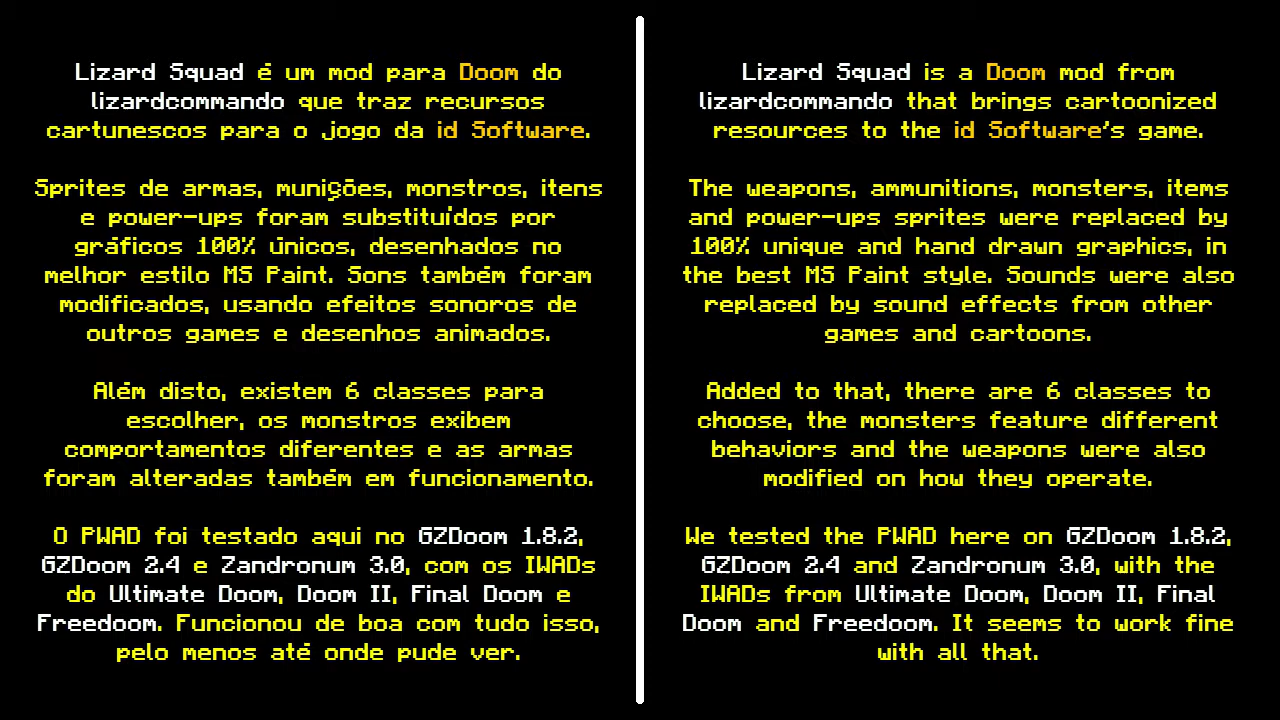 Lizard Squad é um mod para Doom do
lizardcommando que traz recursos
cartunescos para o jogo da id Software.
Sprites de armas, munições, monstros, itens
e power-ups foram substituídos por
gráficos 100% únicos, desenhados no
melhor estilo MS Paint. Sons também foram
modificados, usando efeitos sonoros de
outros games e desenhos animados.
Além disto, existem 6 classes para
escolher, os monstros exibem
comportamentos diferentes e as armas
foram alteradas também em funcionamento.
O PWAD foi testado aqui no GZDoom 1.8.2,
GZDoom 2.4 e Zandronum 3.0, com os IWADs
do Ultimate Doom, Doom II, Final Doom e
Freedoom. Funcionou de boa com tudo isso,
pelo menos até onde pude ver.
Lizard Squad is a Doom mod from
lizardcommando that brings cartoonized
resources to the id Software's game.
The weapons, ammunitions, monsters, items
and power-ups sprites were replaced by
100% unique and hand drawn graphics, in
the best MS Paint style. Sounds were also
replaced by sound effects from other
games and cartoons.
Added to that, there are 6 classes to
choose, the monsters feature different
behaviors and the weapons were also
modified on how they operate.
We tested the PWAD here on GZDoom 1.8.2,
GZDoom 2.4 and Zandronum 3.0, with the
IWADs from Ultimate Doom, Doom II, Final
Doom and Freedoom. It seems to work fine
with all that.